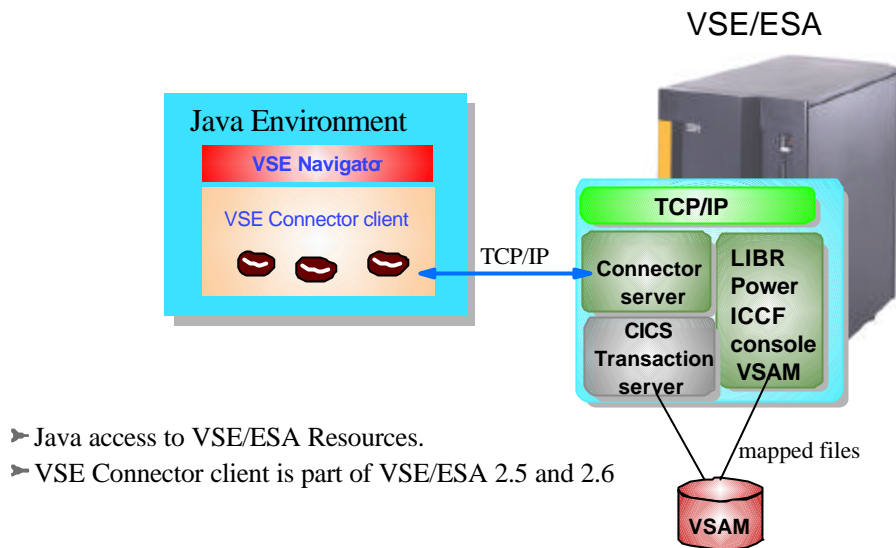 VSE/ESA
Java Environment
VSE Navigator
VSE Connector client
TCP/IP
TCP/IP
Connector
server
CICS
Transaction
server
LIBR
Power
ICCF
console
VSAM
mapped files
VSAM
Java access to VSE/ESA Resources.
VSE Connector client is part of VSE/ESA 2.5 and 2.6